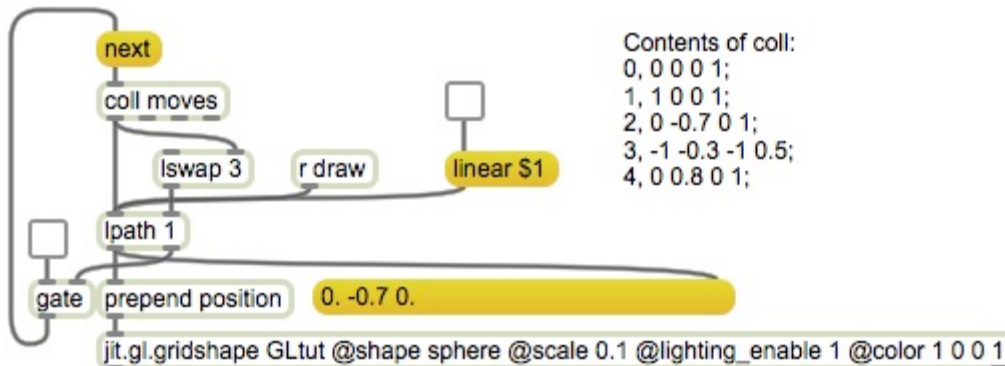 next
Contents of coll:
0, 0 0 0 1;
1, 1 0 0 1;
2, 0 -0.7 0 1;
3, -1 -0.3 -1 0.5;
4, 0 0.8 0 1;
coll moves
lswap 3
r draw
linear $1
lpath 1
gate
prepend position
0. -0.7 0.
jit.gl.gridshape GLtut @shape sphere @scale 0.1 @lighting_enable 1 @color 1 0 0 1